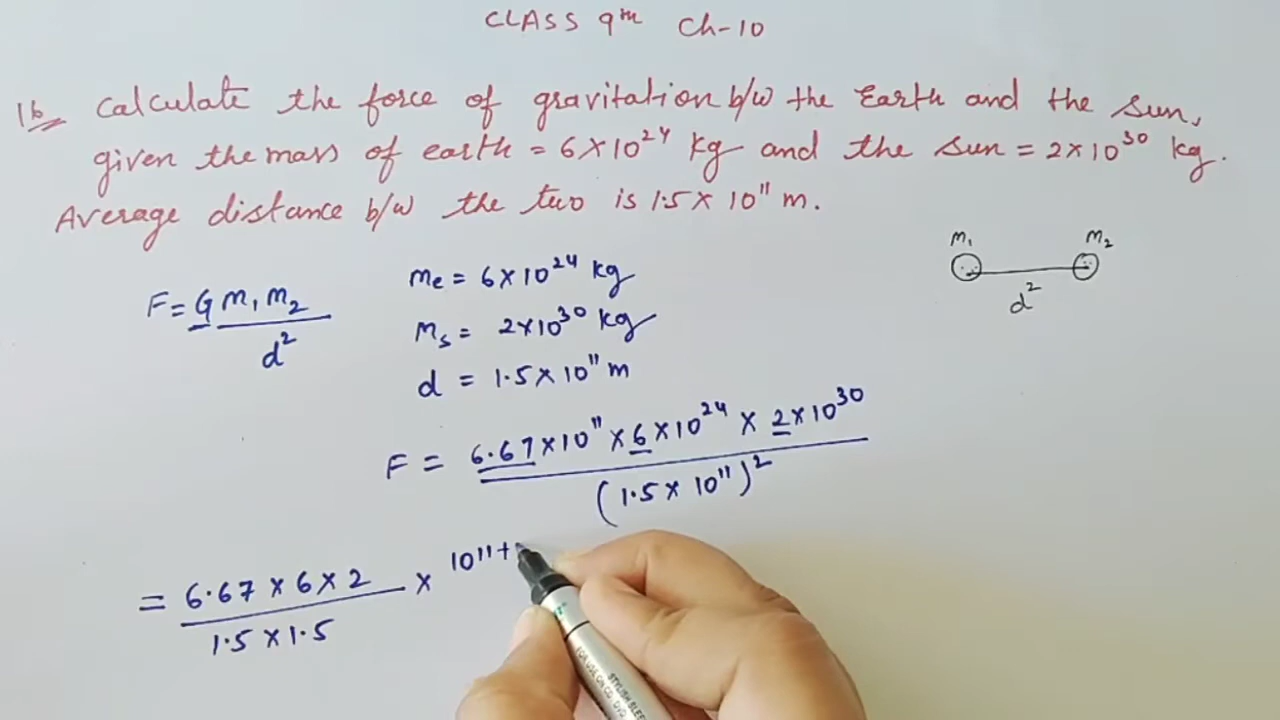 CLASS 9th Ch-10
16 Calculate the force of gravitation b/w the Earth and the Sun,
given the mass of earth = 6×10²⁴ kg and the sun = 2×10³⁰ kg.
Average distance b/w the two is 1.5 × 10¹¹ m.
m₁ m₂
d²
F = G m₁ m₂ / d²
me = 6×10²⁴ kg
Ms = 2×10³⁰ kg
d = 1.5×10¹¹ m
F = 6.67×10¹¹ × 6×10²⁴ × 2×10³⁰
(1.5× 10¹¹)²
= 6.67 × 6 × 2 × 10¹¹⁺
1.5 × 1.5